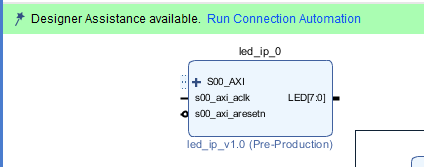 Designer Assistance available. Run Connection Automation
led_ip_0
S00_AXI
s00_axi_aclk LED[7:0]
s00_axi_aresetn
led_ip_v1.0 (Pre-Production)